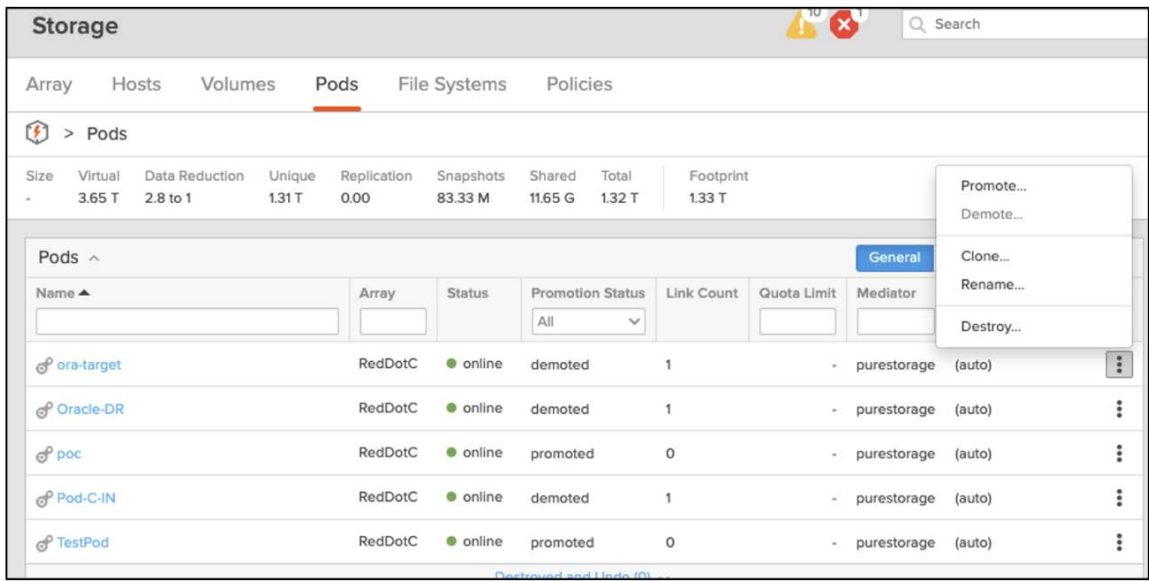 Storage
10
1
Search
Array Hosts Volumes Pods File Systems Policies
> Pods
Size Virtual Data Reduction Unique Replication Snapshots Shared Total Footprint
- 3.65 T 2.8 to 1 1.31 T 0.00 83.33 M 11.65 G 1.32 T 1.33 T
Promote...
Demote...
Clone...
Rename...
Destroy...
Pods
General
Name Array Status Promotion Status Link Count Quota Limit Mediator
All
ora-target RedDotC online demoted 1 - purestorage (auto)
Oracle-DR RedDotC online demoted 1 - purestorage (auto)
poc RedDotC online promoted 0 - purestorage (auto)
Pod-C-IN RedDotC online demoted 1 - purestorage (auto)
TestPod RedDotC online promoted 0 - purestorage (auto)
Destroyed and Undo (0)